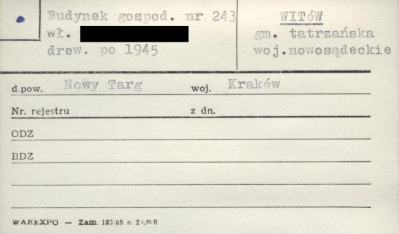 Budynek gospod. nr 243
wł.
drew. po 1945
WITÓW
gm. tatrzańska
woj.nowosądeckie
d.pow. Nowy Targ woj. Kraków
Nr. rejestru z dn.
ODZ
BDZ
WAREXPO — Zam.